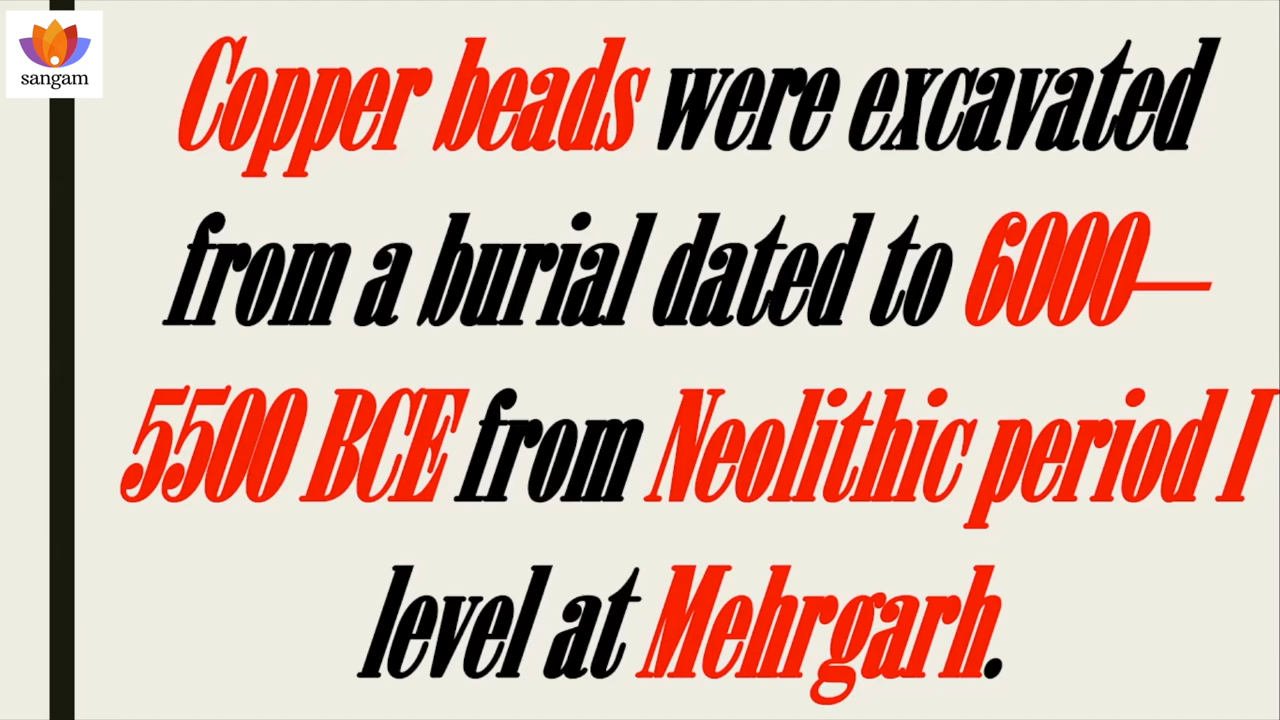 sangam
Copper beads were excavated
from a burial dated to 6000—
5500 BCE from Neolithic period I
level at Mehrgarh.